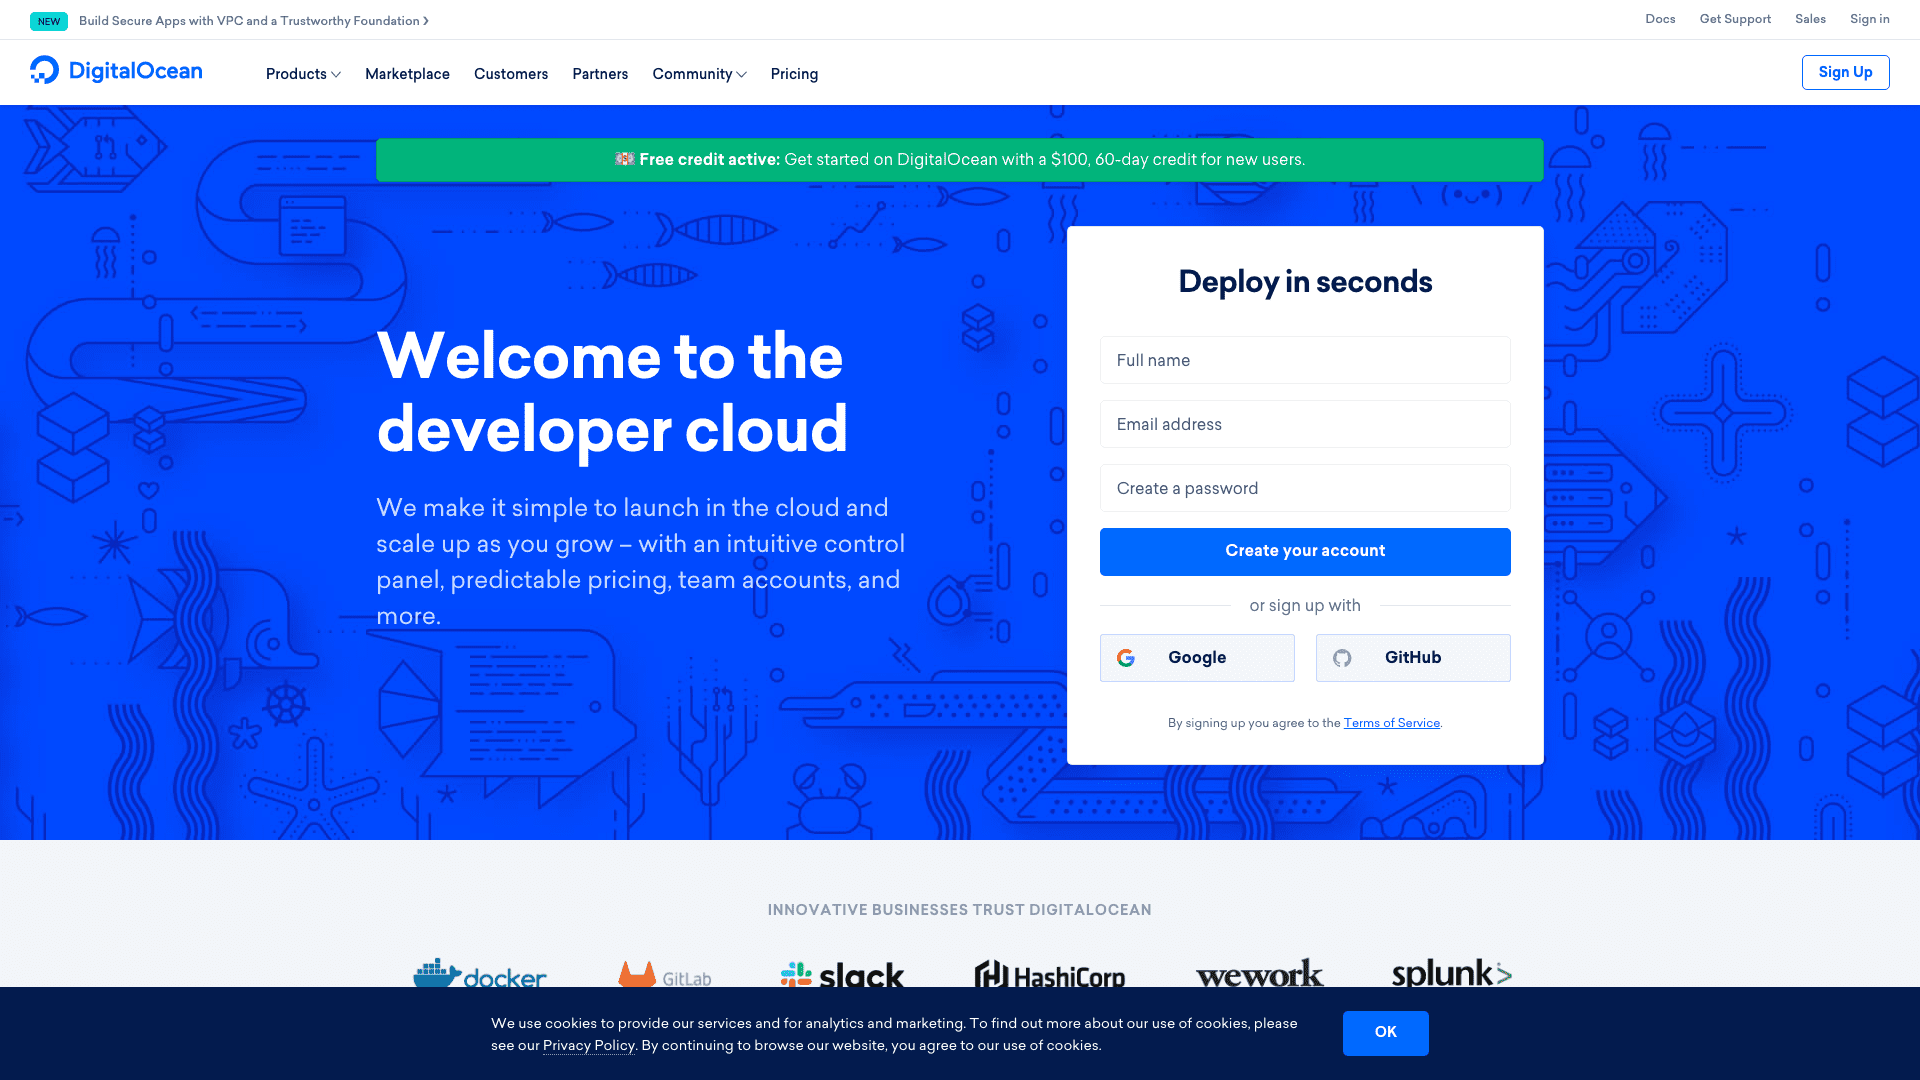 NEW Build Secure Apps with VPC and a Trustworthy Foundation ›
Docs Get Support Sales Sign in
DigitalOcean
Products Marketplace Customers Partners Community Pricing
Sign Up
Free credit active: Get started on DigitalOcean with a $100, 60-day credit for new users.
Welcome to the
developer cloud
We make it simple to launch in the cloud and
scale up as you grow – with an intuitive control
panel, predictable pricing, team accounts, and
more.
Deploy in seconds
Full name
Email address
Create a password
Create your account
or sign up with
Google
GitHub
By signing up you agree to the Terms of Service.
INNOVATIVE BUSINESSES TRUST DIGITALOCEAN
docker GitLab slack HashiCorp wework splunk>
We use cookies to provide our services and for analytics and marketing. To find out more about our use of cookies, please
see our Privacy Policy. By continuing to browse our website, you agree to our use of cookies.
OK